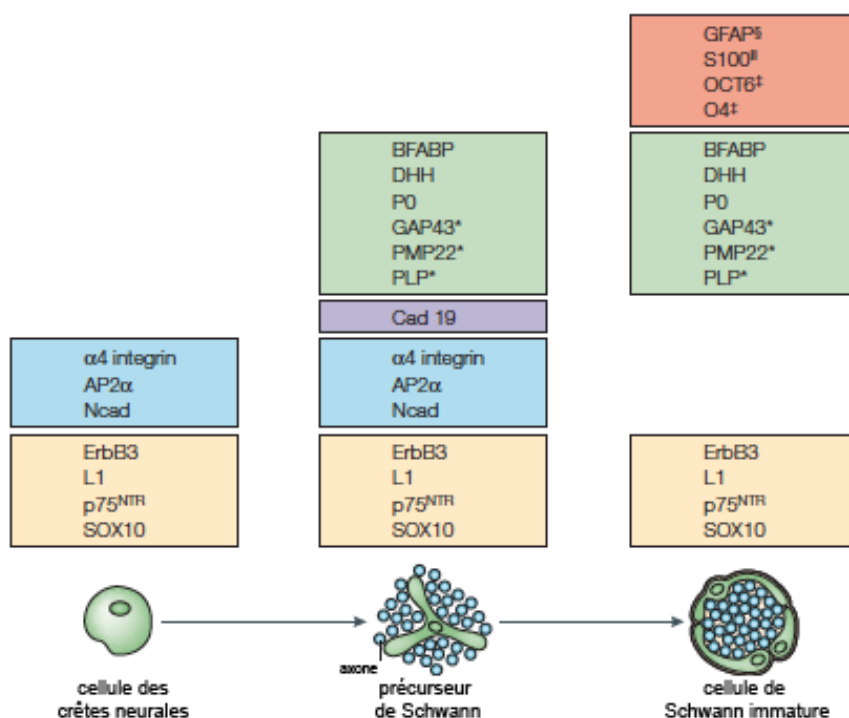 GFAP§
S100||
OCT6‡
O4‡
BFABP
DHH
P0
GAP43*
PMP22*
PLP*
BFABP
DHH
P0
GAP43*
PMP22*
PLP*
Cad 19
α4 integrin
AP2α
Ncad
α4 integrin
AP2α
Ncad
ErbB3
L1
p75NTR
SOX10
ErbB3
L1
p75NTR
SOX10
ErbB3
L1
p75NTR
SOX10
axone
cellule des
crêtes neurales
précurseur
de Schwann
cellule de
Schwann immature